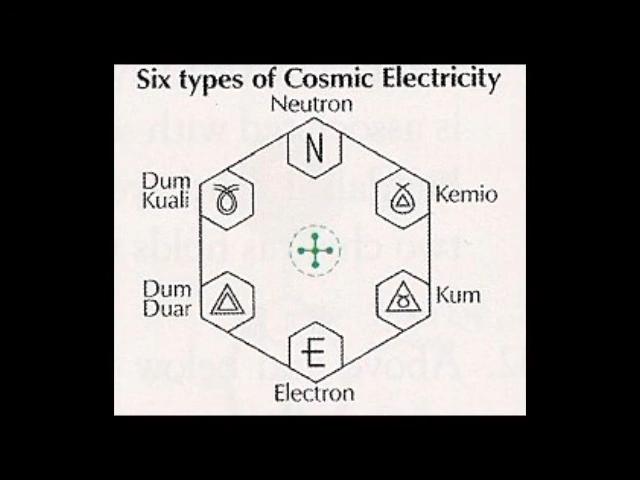 Six types of Cosmic Electricity
Neutron
N
Dum
Kuali
Kemio
Dum
Duar
Kum
E
Electron